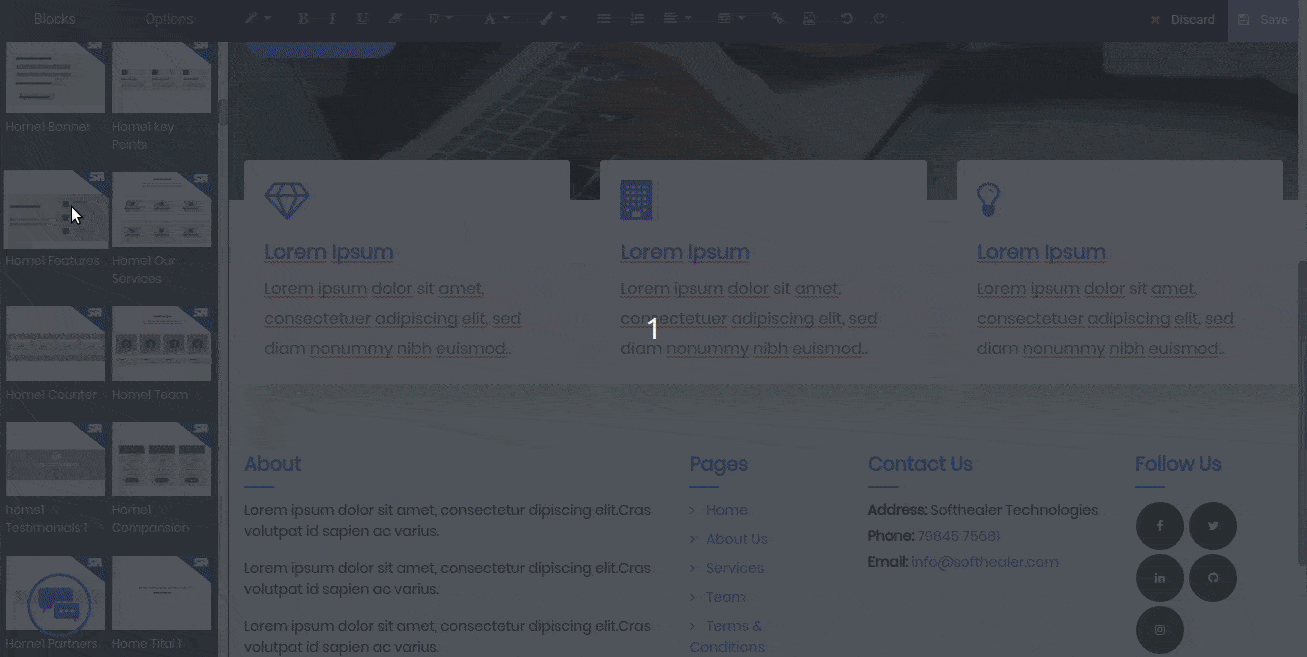 Blocks
Options
B I U
A
Discard
Save
Home1 Banner
Home1 key
Points
Home1 Features
Home1 Our
Services
Home1 Counter
Home1 Team
home1
Testimonials 1
Home1
Comparision
Home1 Partners
Home Tital 1
Lorem Ipsum
Lorem ipsum dolor sit amet,
consectetuer adipiscing elit, sed
diam nonummy nibh euismod..
Lorem Ipsum
Lorem ipsum dolor sit amet,
consectetuer adipiscing elit, sed
diam nonummy nibh euismod..
Lorem Ipsum
Lorem ipsum dolor sit amet,
consectetuer adipiscing elit, sed
diam nonummy nibh euismod..
1
About
Lorem ipsum dolor sit amet, consectetur dipiscing elit.Cras
volutpat id sapien ac varius.
Lorem ipsum dolor sit amet, consectetur dipiscing elit.Cras
volutpat id sapien ac varius.
Lorem ipsum dolor sit amet, consectetur dipiscing elit.Cras
volutpat id sapien ac varius.
Pages
Home
About Us
Services
Team
Terms &
Conditions
Contact Us
Address: Softhealer Technologies
Phone: 79845 75681
Email: info@softhealer.com
Follow Us